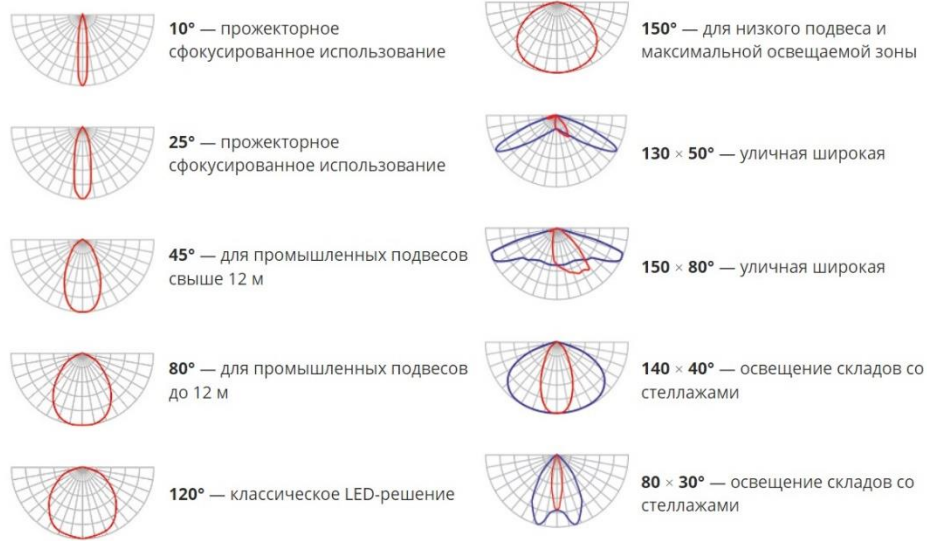 10° — прожекторное
сфокусированное использование
25° — прожекторное
сфокусированное использование
45° — для промышленных подвесов
свыше 12 м
80° — для промышленных подвесов
до 12 м
120° — классическое LED-решение
150° — для низкого подвеса и
максимальной освещаемой зоны
130 × 50° — уличная широкая
150 × 80° — уличная широкая
140 × 40° — освещение складов со
стеллажами
80 × 30° — освещение складов со
стеллажами